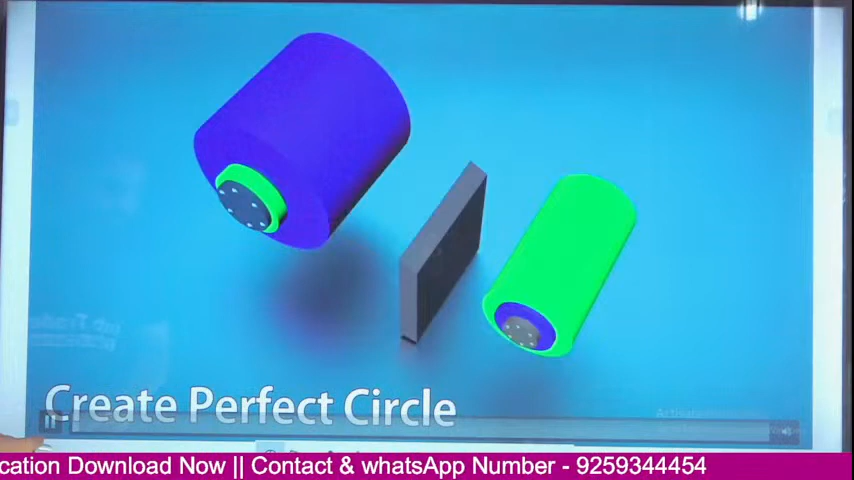 Create Perfect Circle
cation Download Now || Contact & whatsApp Number - 9259344454